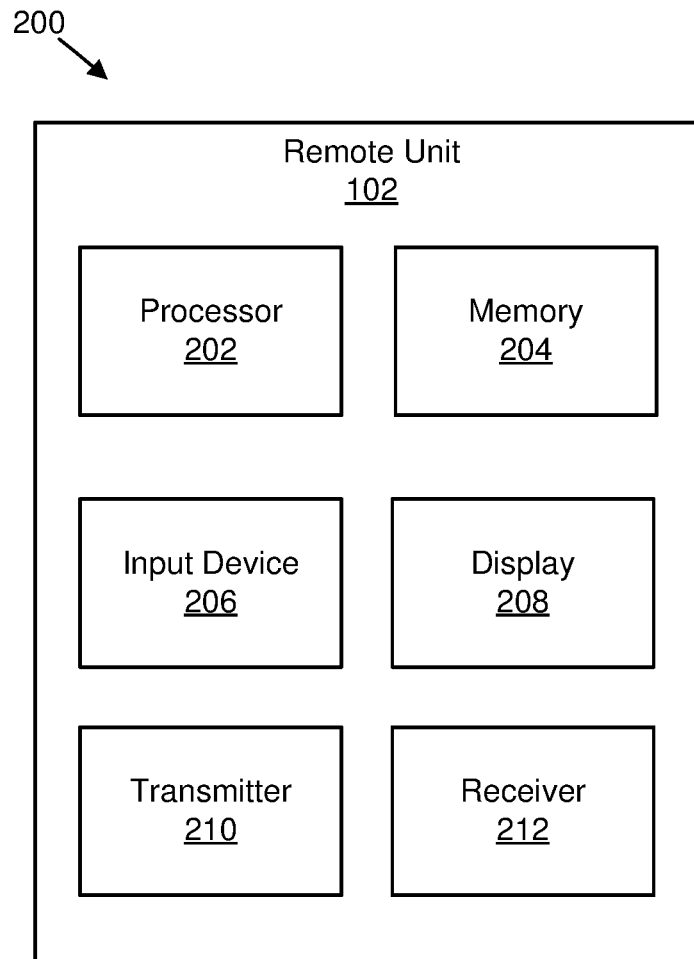 200
Remote Unit
102
Processor
202
Memory
204
Input Device
206
Display
208
Transmitter
210
Receiver
212